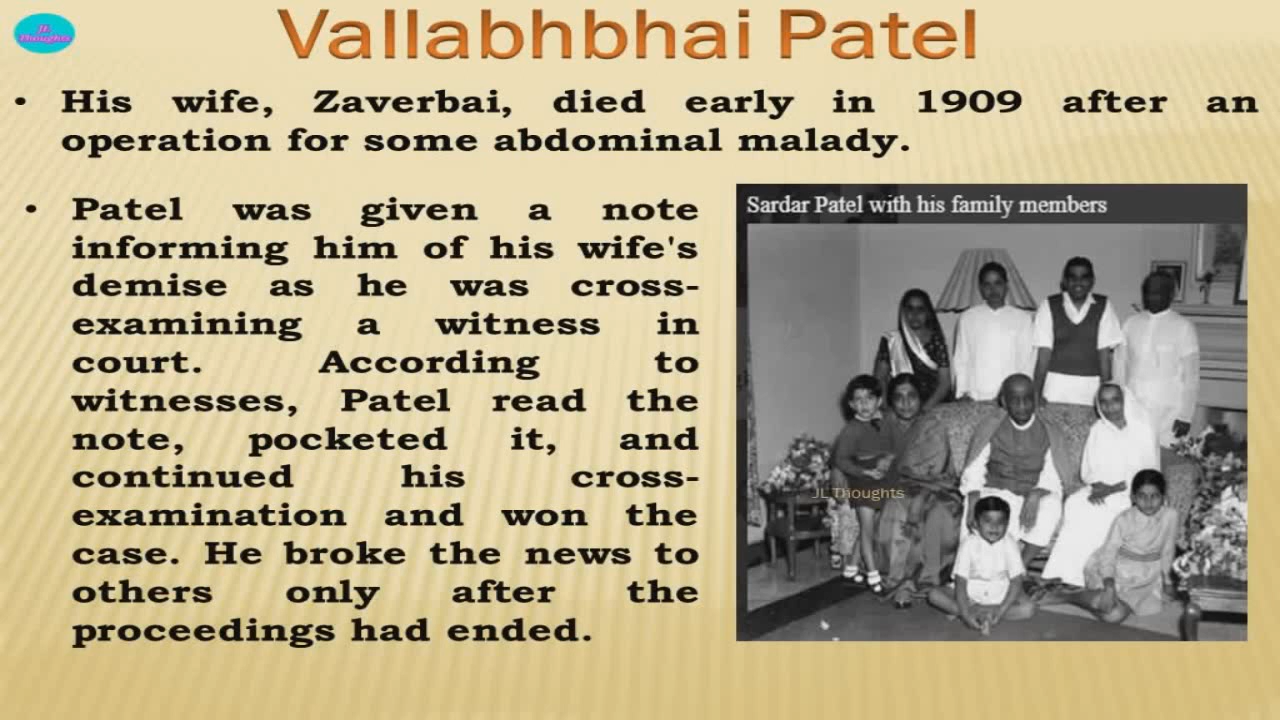 JL
Thoughts
Vallabhbhai Patel
• His wife, Zaverbai, died early in 1909 after an
operation for some abdominal malady.
• Patel was given a note
informing him of his wife's
demise as he was cross-
examining a witness in
court. According to
witnesses, Patel read the
note, pocketed it, and
continued his cross-
examination and won the
case. He broke the news to
others only after the
proceedings had ended.
Sardar Patel with his family members
JL Thoughts